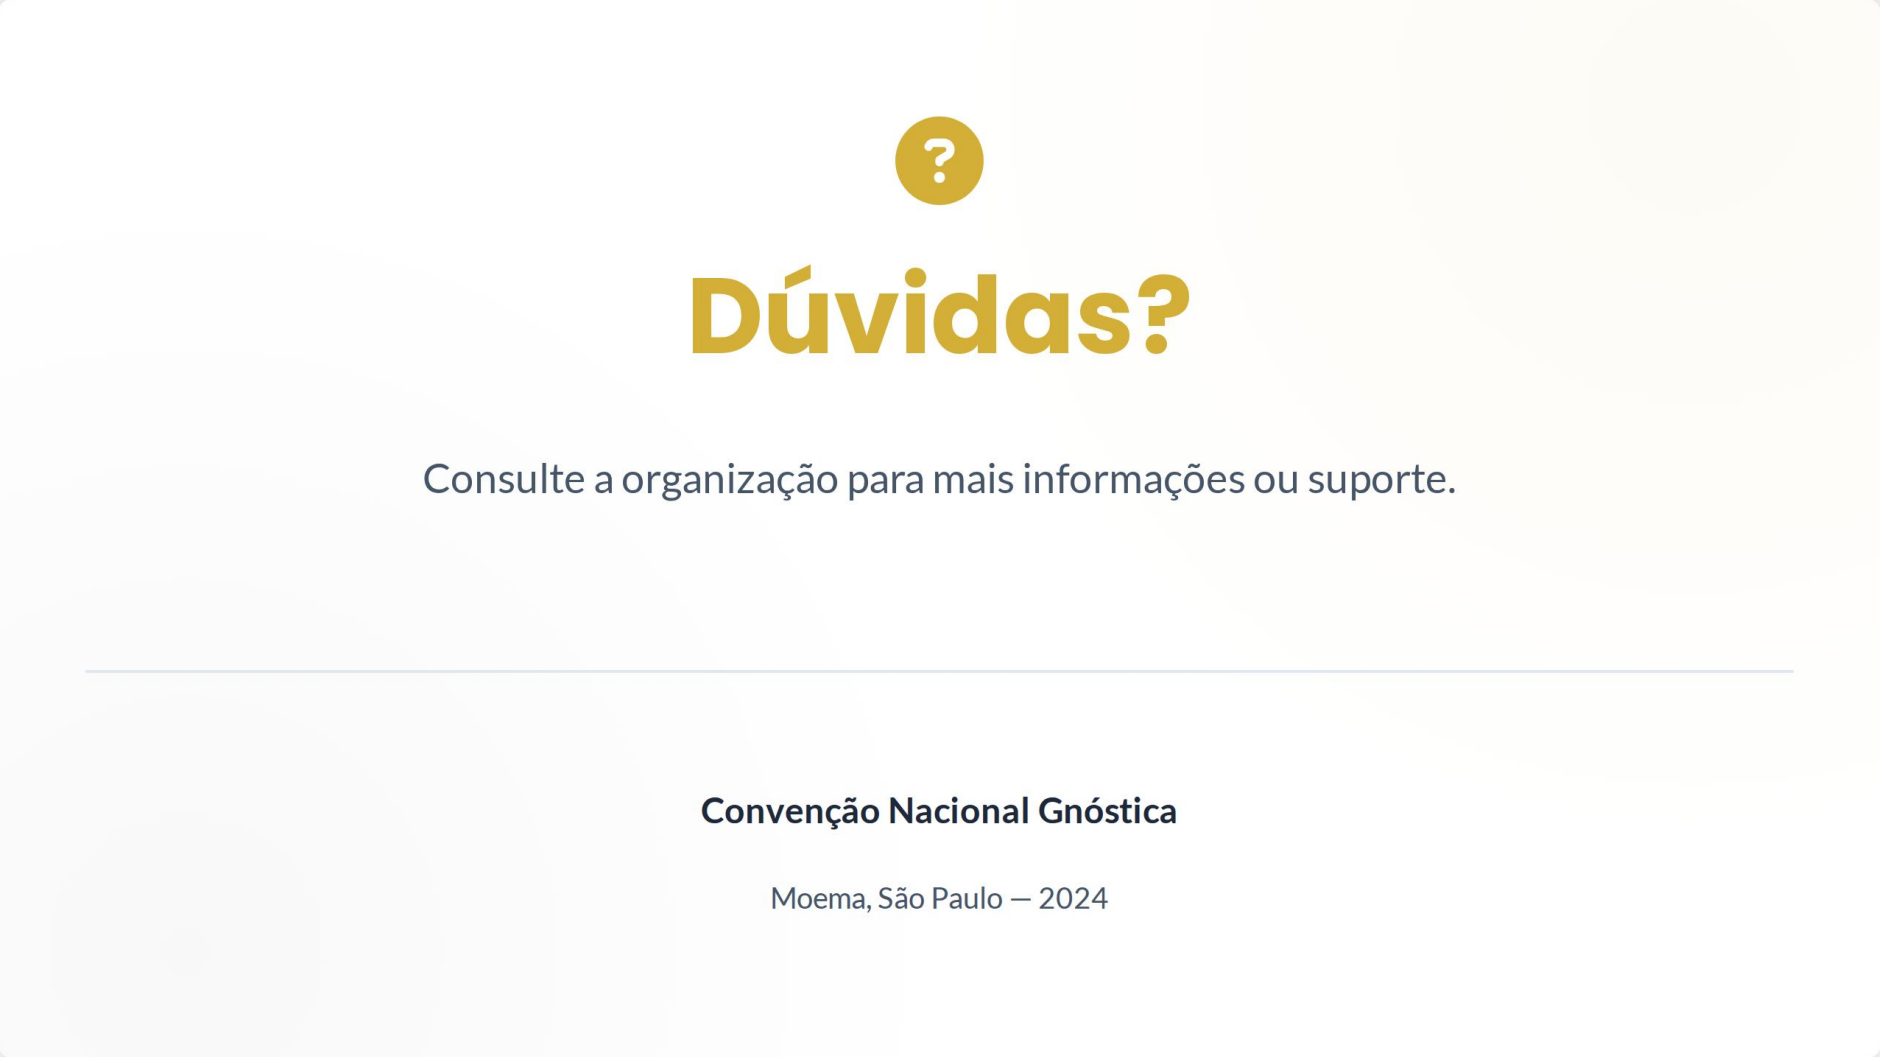 ?
Dúvidas?
Consulte a organização para mais informações ou suporte.
Convenção Nacional Gnóstica
Moema, São Paulo — 2024